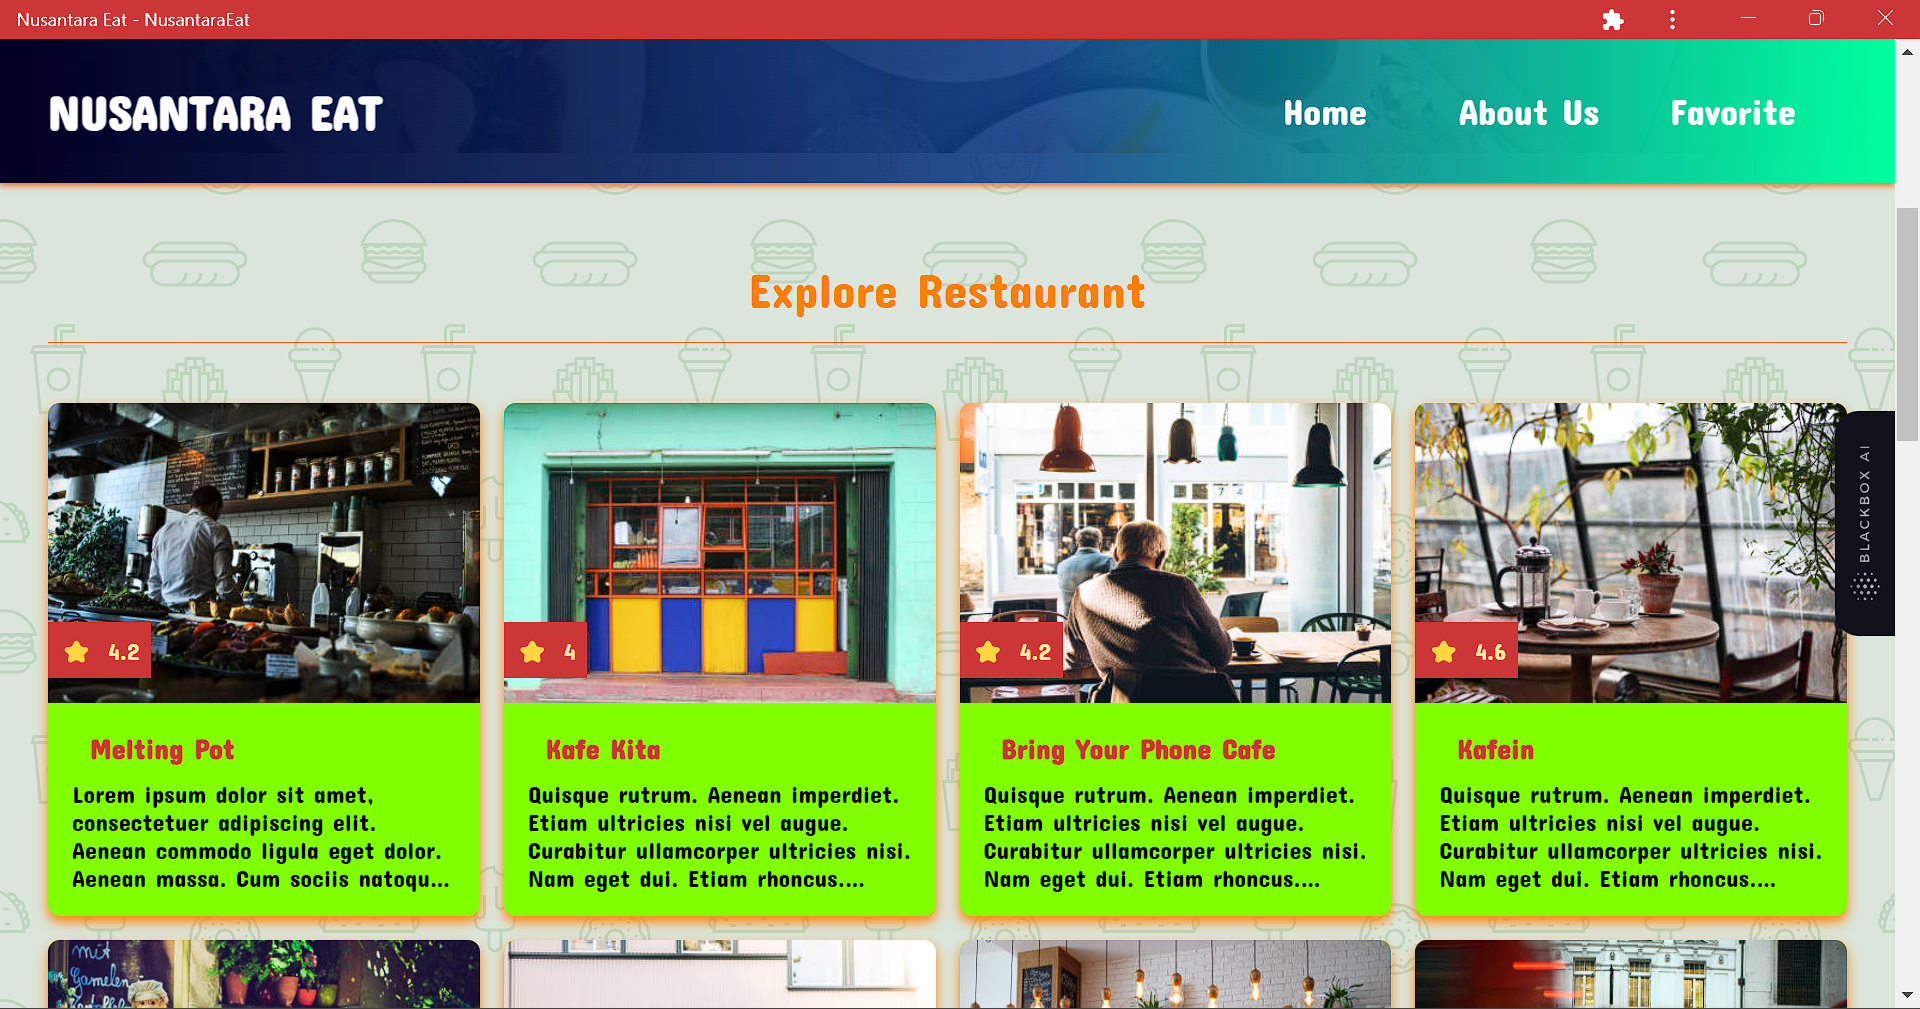 Nusantara Eat - NusantaraEat
NUSANTARA EAT
Home
About Us
Favorite
Explore Restaurant
BLACKBOX AI
4.2
4
4.2
4.6
Melting Pot
Lorem ipsum dolor sit amet,
consectetuer adipiscing elit.
Aenean commodo ligula eget dolor.
Aenean massa. Cum sociis natoqu...
Kafe Kita
Quisque rutrum. Aenean imperdiet.
Etiam ultricies nisi vel augue.
Curabitur ullamcorper ultricies nisi.
Nam eget dui. Etiam rhoncus....
Bring Your Phone Cafe
Quisque rutrum. Aenean imperdiet.
Etiam ultricies nisi vel augue.
Curabitur ullamcorper ultricies nisi.
Nam eget dui. Etiam rhoncus....
Kafein
Quisque rutrum. Aenean imperdiet.
Etiam ultricies nisi vel augue.
Curabitur ullamcorper ultricies nisi.
Nam eget dui. Etiam rhoncus....
mit
Gamelen